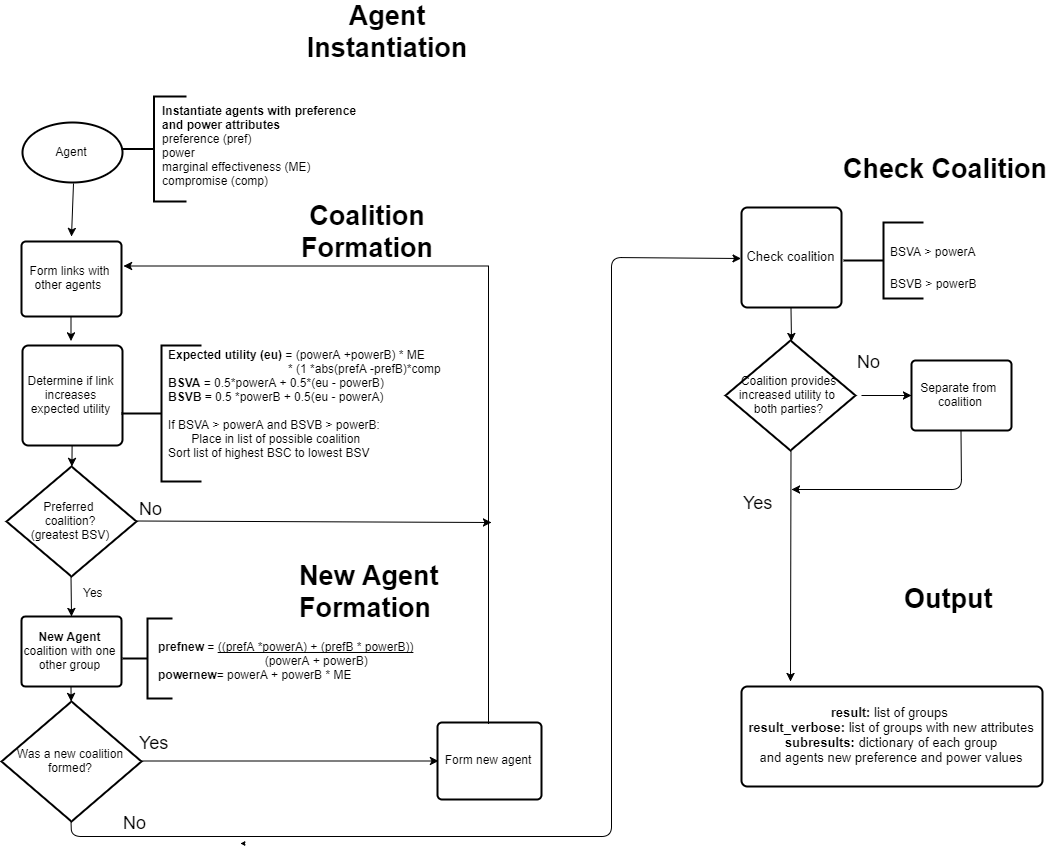 Agent
Instantiation
Instantiate agents with preference
and power attributes
preference (pref)
power
marginal effectiveness (ME)
compromise (comp)
Agent
Coalition
Formation
Form links with
other agents
Determine if link
increases
expected utility
Expected utility (eu) = (powerA +powerB) * ME
* (1 *abs(prefA -prefB)*comp
BSVA = 0.5*powerA + 0.5*(eu - powerB)
BSVB = 0.5 *powerB + 0.5(eu - powerA)
If BSVA > powerA and BSVB > powerB:
Place in list of possible coalition
Sort list of highest BSC to lowest BSV
Preferred
coalition?
(greatest BSV)
No
Yes
New Agent
Formation
New Agent
coalition with one
other group
prefnew = ((prefA *powerA) + (prefB * powerB))
(powerA + powerB)
powernew= powerA + powerB * ME
Was a new coalition
formed?
Yes
Form new agent
No
Check Coalition
Check coalition
BSVA > powerA
BSVB > powerB
Coalition provides
increased utility to
both parties?
No
Separate from
coalition
Yes
Output
result: list of groups
result_verbose: list of groups with new attributes
subresults: dictionary of each group
and agents new preference and power values